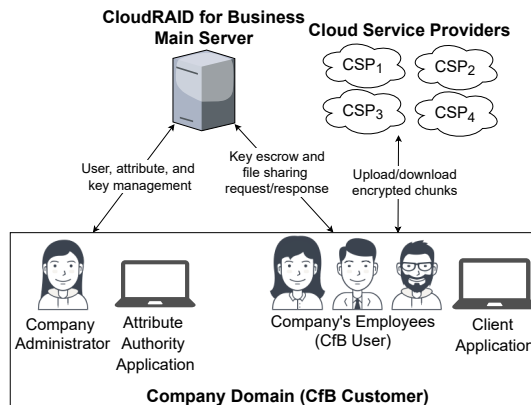 CloudRAID for Business
Main Server
Cloud Service Providers
CSP1
CSP2
CSP3
CSP4
User, attribute, and
key management
Key escrow and
file sharing
request/response
Upload/download
encrypted chunks
Company
Administrator
Attribute
Authority
Application
Company's Employees
(CfB User)
Client
Application
Company Domain (CfB Customer)